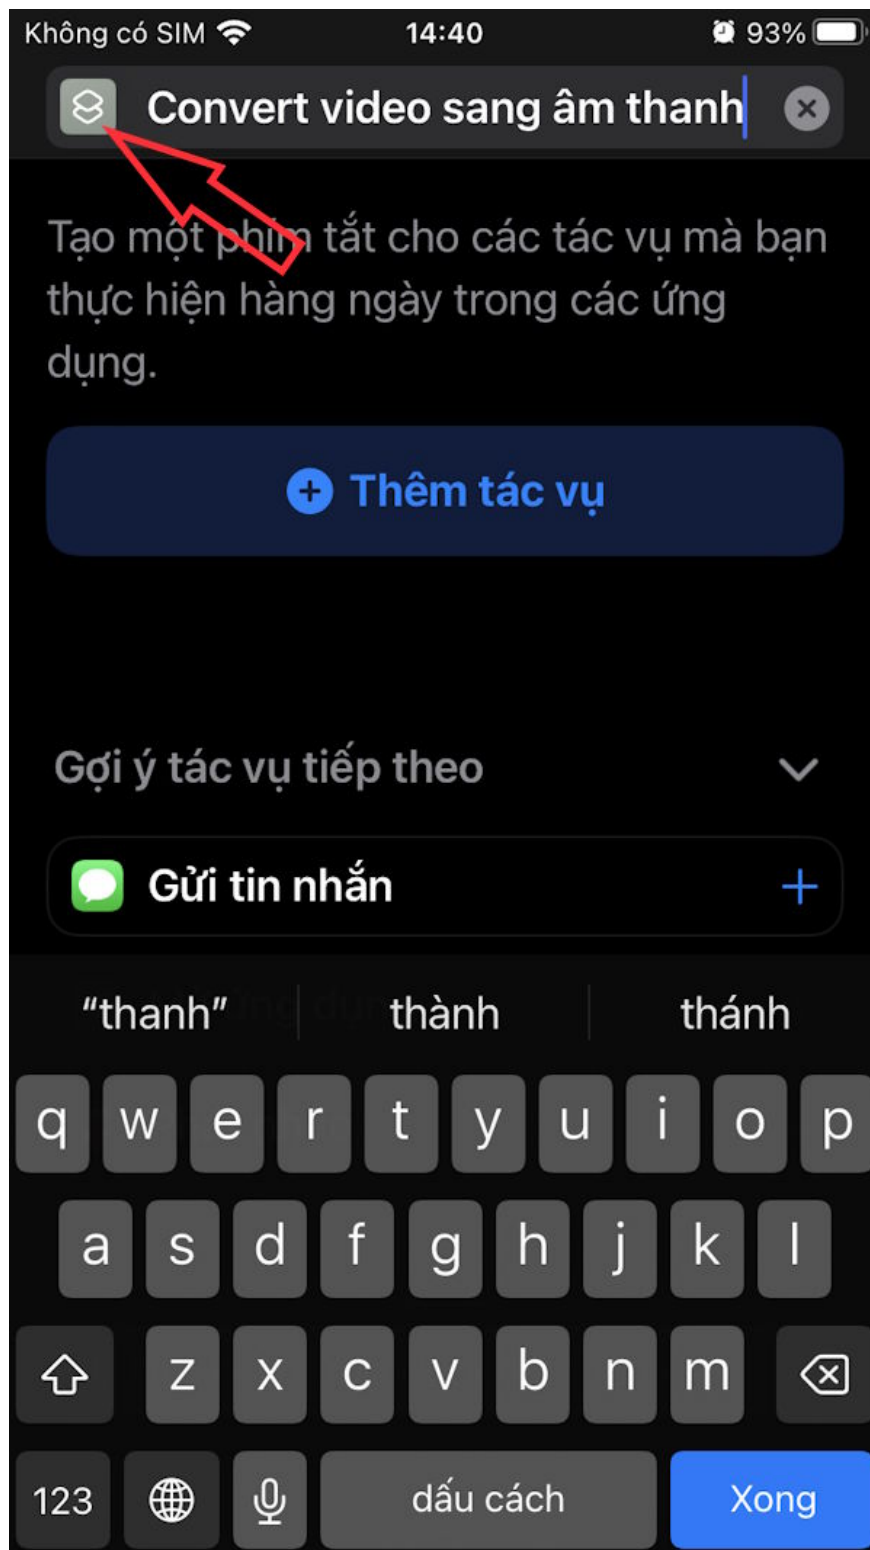 Không có SIM 14:40 93%
Convert video sang âm thanh
Tạo một phím tắt cho các tác vụ mà bạn
thực hiện hàng ngày trong các ứng
dụng.
Thêm tác vụ
Gợi ý tác vụ tiếp theo
Gửi tin nhắn
“thanh” thành thánh
q w e r t y u i o p
a s d f g h j k l
z x c v b n m
123 dấu cách Xong